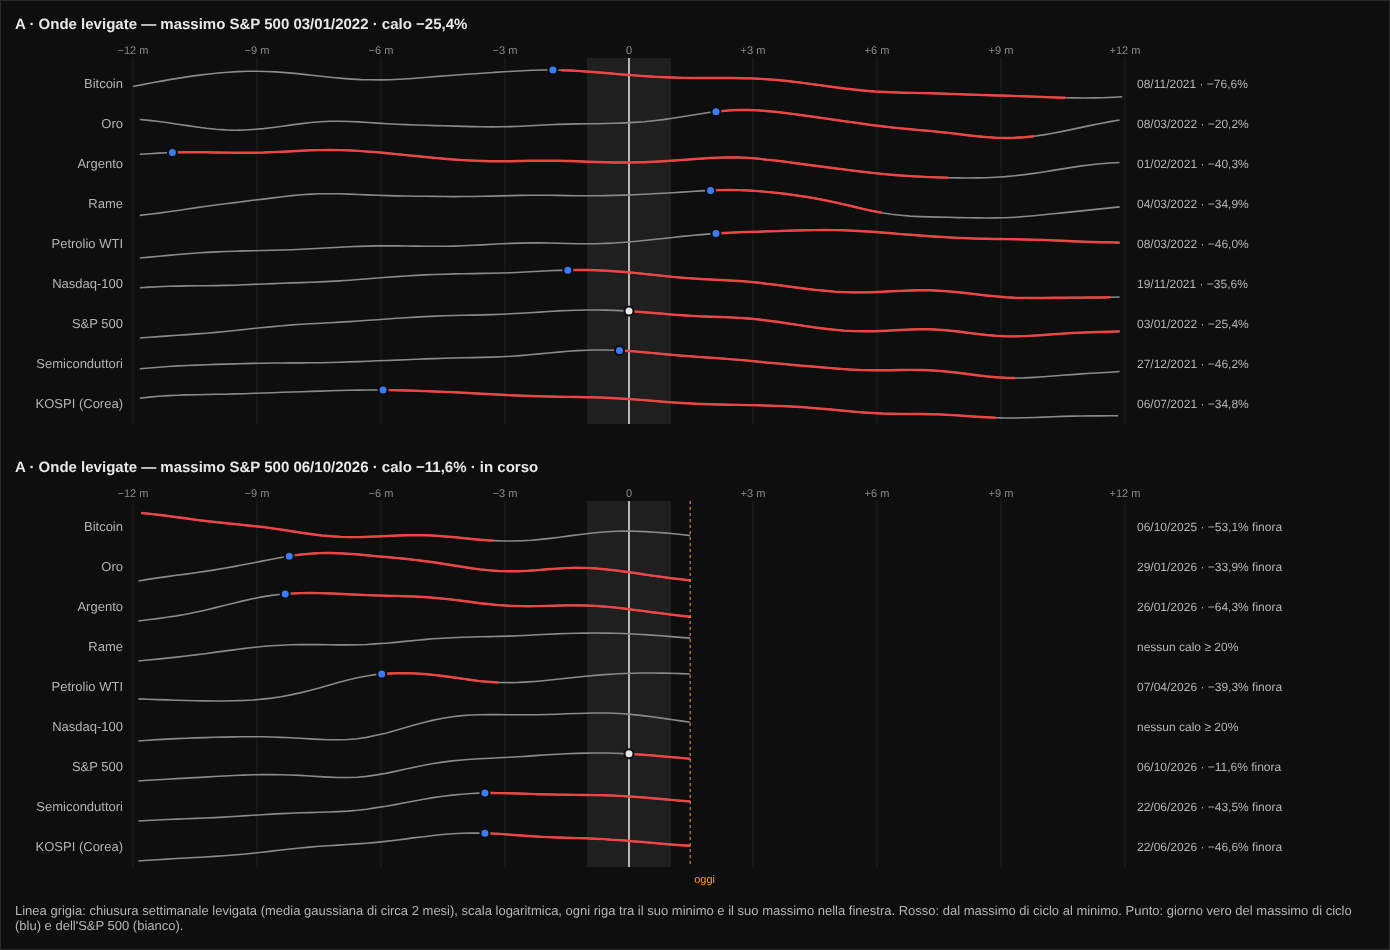 A · Onde levigate — massimo S&P 500 03/01/2022 · calo −25,4%
−12 m −9 m −6 m −3 m 0 +3 m +6 m +9 m +12 m
Bitcoin 08/11/2021 · −76,6%
Oro 08/03/2022 · −20,2%
Argento 01/02/2021 · −40,3%
Rame 04/03/2022 · −34,9%
Petrolio WTI 08/03/2022 · −46,0%
Nasdaq-100 19/11/2021 · −35,6%
S&P 500 03/01/2022 · −25,4%
Semiconduttori 27/12/2021 · −46,2%
KOSPI (Corea) 06/07/2021 · −34,8%
A · Onde levigate — massimo S&P 500 06/10/2026 · calo −11,6% · in corso
−12 m −9 m −6 m −3 m 0 +3 m +6 m +9 m +12 m
Bitcoin 06/10/2025 · −53,1% finora
Oro 29/01/2026 · −33,9% finora
Argento 26/01/2026 · −64,3% finora
Rame nessun calo ≥ 20%
Petrolio WTI 07/04/2026 · −39,3% finora
Nasdaq-100 nessun calo ≥ 20%
S&P 500 06/10/2026 · −11,6% finora
Semiconduttori 22/06/2026 · −43,5% finora
KOSPI (Corea) 22/06/2026 · −46,6% finora
oggi
Linea grigia: chiusura settimanale levigata (media gaussiana di circa 2 mesi), scala logaritmica, ogni riga tra il suo minimo e il suo massimo nella finestra. Rosso: dal massimo di ciclo al minimo. Punto: giorno vero del massimo di ciclo
(blu) e dell'S&P 500 (bianco).